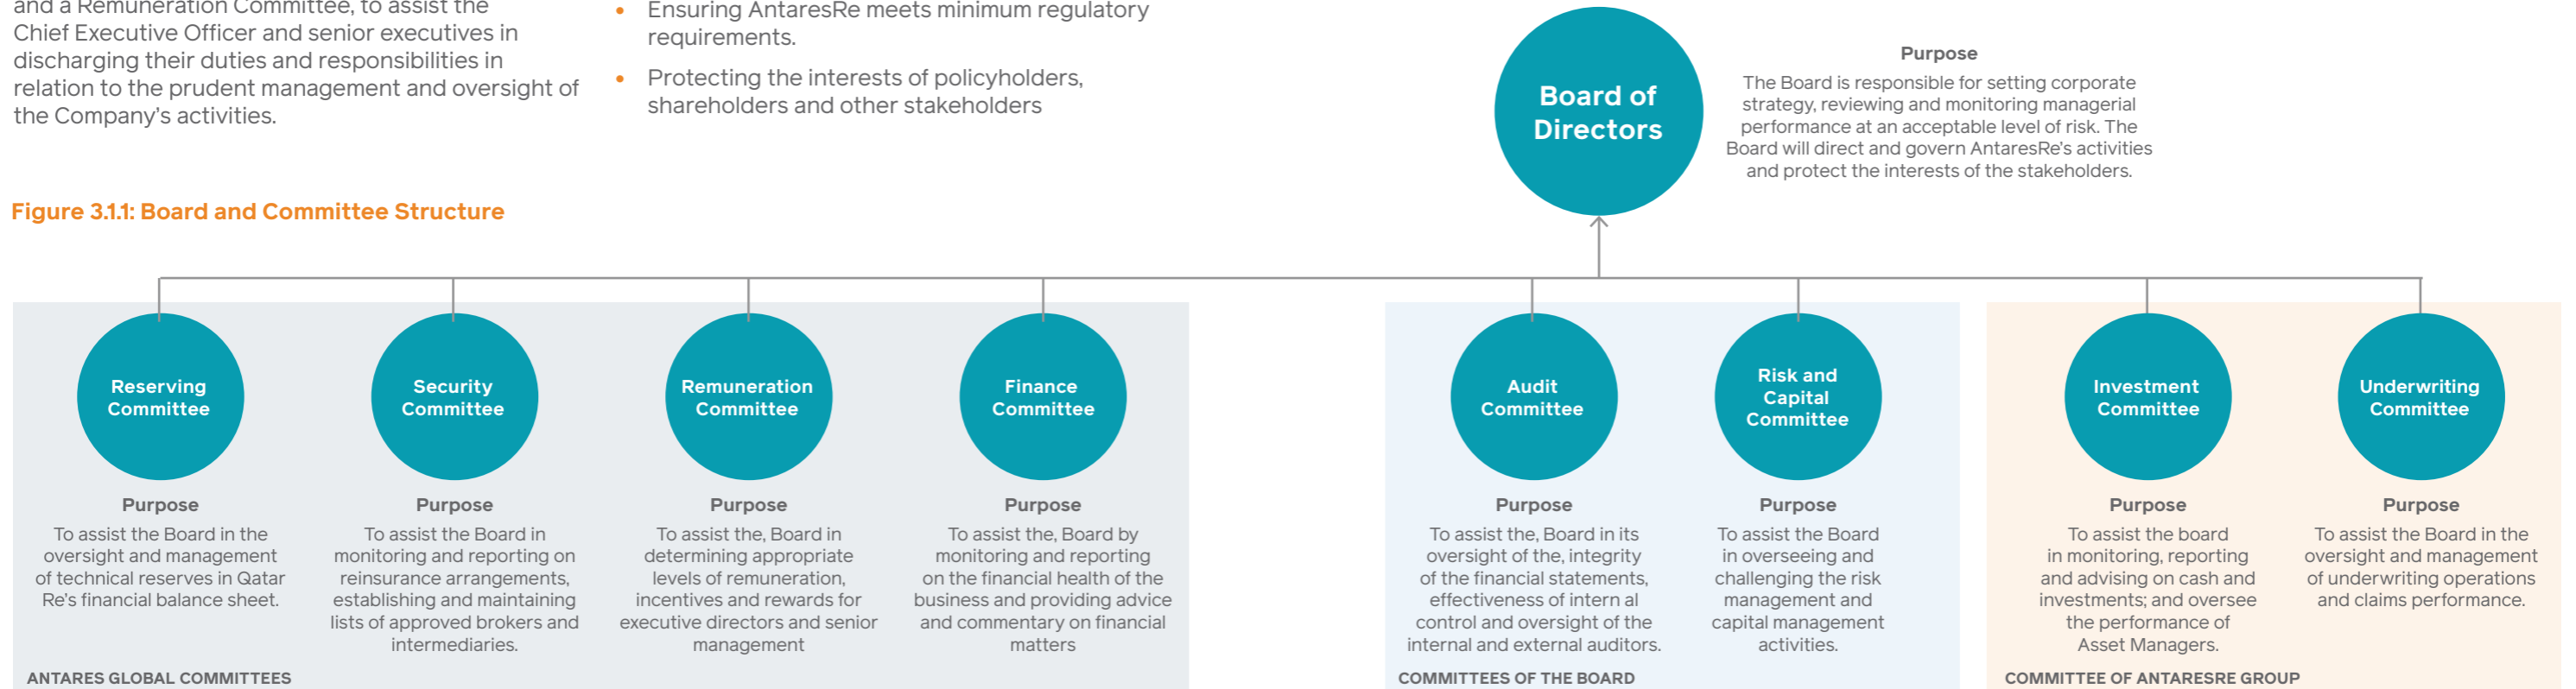 and a Remuneration Committee, to assist the
Chief Executive Officer and senior executives in
discharging their duties and responsibilities in
relation to the prudent management and oversight of
the Company's activities.
• Ensuring AntaresRe meets minimum regulatory
requirements.
• Protecting the interests of policyholders,
shareholders and other stakeholders
Board of
Directors
Purpose
The Board is responsible for setting corporate
strategy, reviewing and monitoring managerial
performance at an acceptable level of risk. The
Board will direct and govern AntaresRe's activities
and protect the interests of the stakeholders.
Figure 3.1.1: Board and Committee Structure
Reserving
Committee
Purpose
To assist the Board in the
oversight and management
of technical reserves in Qatar
Re's financial balance sheet.
Security
Committee
Purpose
To assist the Board in
monitoring and reporting on
reinsurance arrangements,
establishing and maintaining
lists of approved brokers and
intermediaries.
Remuneration
Committee
Purpose
To assist the, Board in
determining appropriate
levels of remuneration,
incentives and rewards for
executive directors and senior
management
Finance
Committee
Purpose
To assist the, Board by
monitoring and reporting
on the financial health of the
business and providing advice
and commentary on financial
matters
ANTARES GLOBAL COMMITTEES
Audit
Committee
Purpose
To assist the, Board in its
oversight of the, integrity
of the financial statements,
effectiveness of intern al
control and oversight of the
internal and external auditors.
Risk and
Capital
Committee
Purpose
To assist the Board
in overseeing and
challenging the risk
management and
capital management
activities.
COMMITTEES OF THE BOARD
Investment
Committee
Purpose
To assist the board
in monitoring, reporting
and advising on cash and
investments; and oversee
the performance of
Asset Managers.
Underwriting
Committee
Purpose
To assist the Board in the
oversight and management
of underwriting operations
and claims performance.
COMMITTEE OF ANTARESRE GROUP